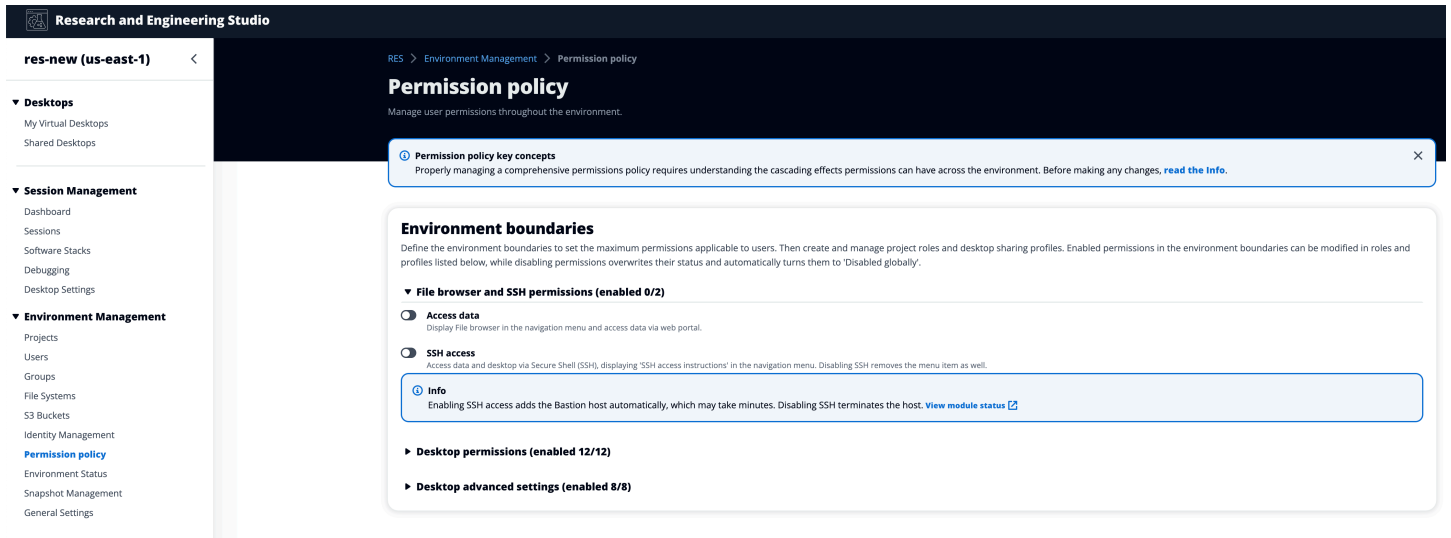 Research and Engineering Studio
res-new (us-east-1)
Desktops
My Virtual Desktops
Shared Desktops
Session Management
Dashboard
Sessions
Software Stacks
Debugging
Desktop Settings
Environment Management
Projects
Users
Groups
File Systems
S3 Buckets
Identity Management
Permission policy
Environment Status
Snapshot Management
General Settings
RES > Environment Management > Permission policy
Permission policy
Manage user permissions throughout the environment.
Permission policy key concepts
Properly managing a comprehensive permissions policy requires understanding the cascading effects permissions can have across the environment. Before making any changes, read the Info.
Environment boundaries
Define the environment boundaries to set the maximum permissions applicable to users. Then create and manage project roles and desktop sharing profiles. Enabled permissions in the environment boundaries can be modified in roles and
profiles listed below, while disabling permissions overwrites their status and automatically turns them to 'Disabled globally'.
File browser and SSH permissions (enabled 0/2)
Access data
Display File browser in the navigation menu and access data via web portal.
SSH access
Access data and desktop via Secure Shell (SSH), displaying 'SSH access instructions' in the navigation menu. Disabling SSH removes the menu item as well.
Info
Enabling SSH access adds the Bastion host automatically, which may take minutes. Disabling SSH terminates the host. View module status
Desktop permissions (enabled 12/12)
Desktop advanced settings (enabled 8/8)